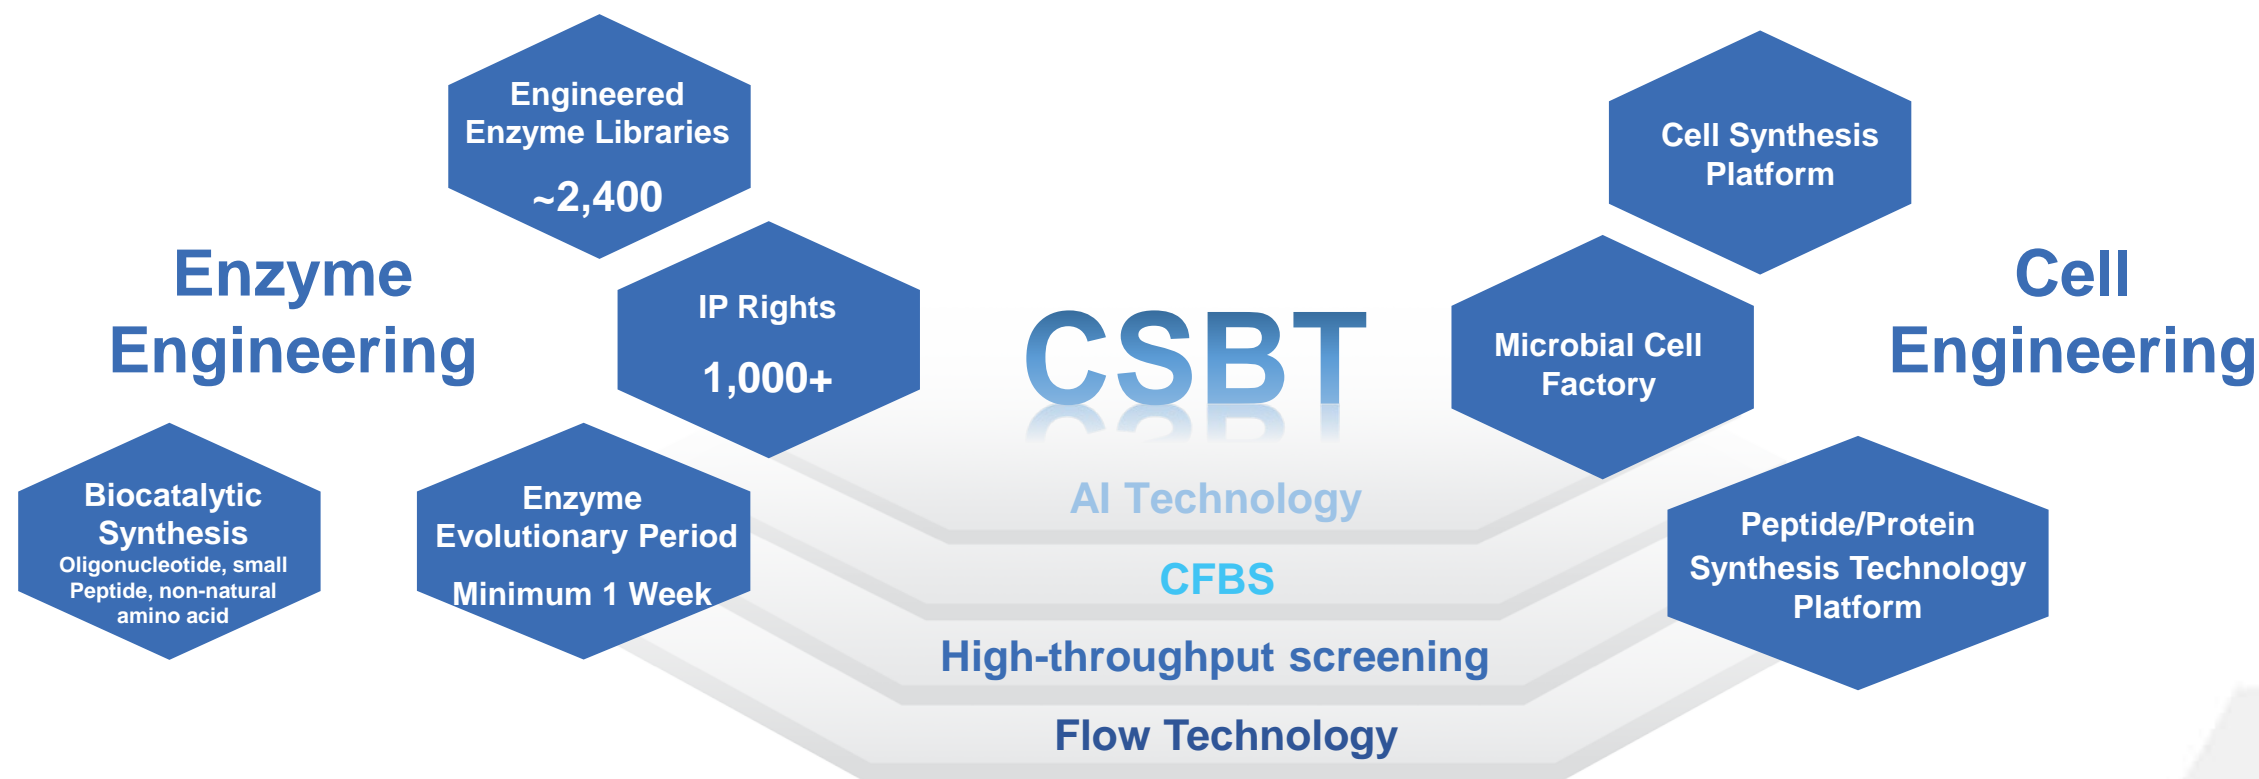 Engineered
Enzyme Libraries
~2,400
Enzyme
Engineering
IP Rights
1,000+
Biocatalytic
Synthesis
Oligonucleotide, small
Peptide, non-natural
amino acid
Enzyme
Evolutionary Period
Minimum 1 Week
CSBT
AI Technology
CFBS
High-throughput screening
Flow Technology
Cell Synthesis
Platform
Microbial Cell
Factory
Cell
Engineering
Peptide/Protein
Synthesis Technology
Platform